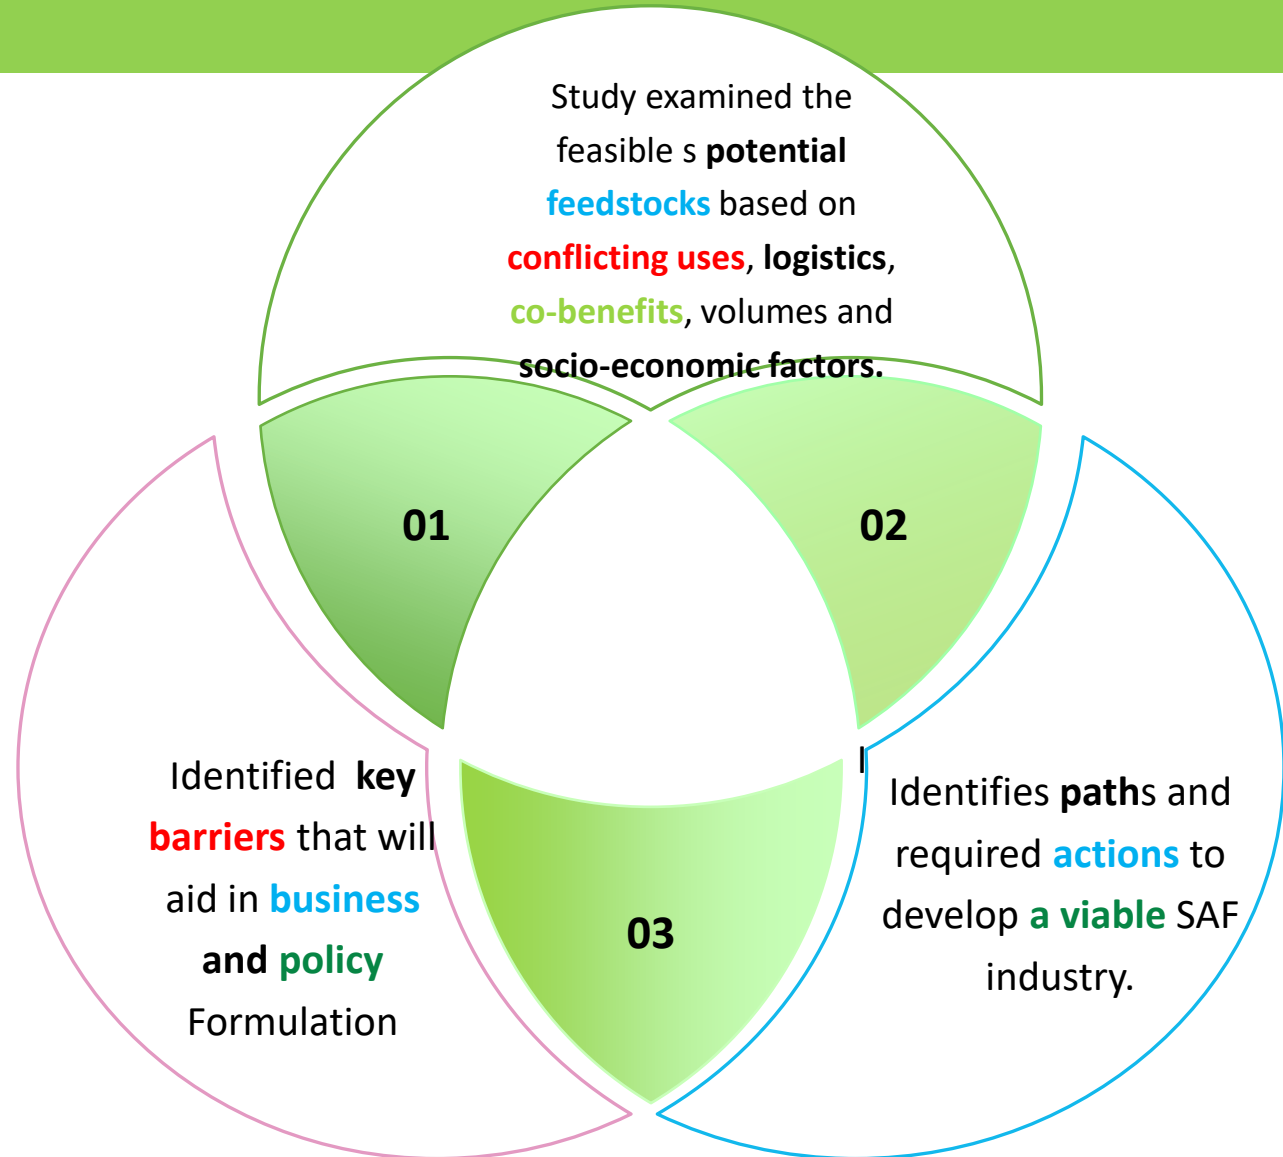 Study examined the
feasible s potential
feedstocks based on
conflicting uses, logistics,
co-benefits, volumes and
socio-economic factors.
01
02
Identified key
barriers that will
aid in business
and policy
Formulation
03
I
Identifies paths and
required actions to
develop a viable SAF
industry.